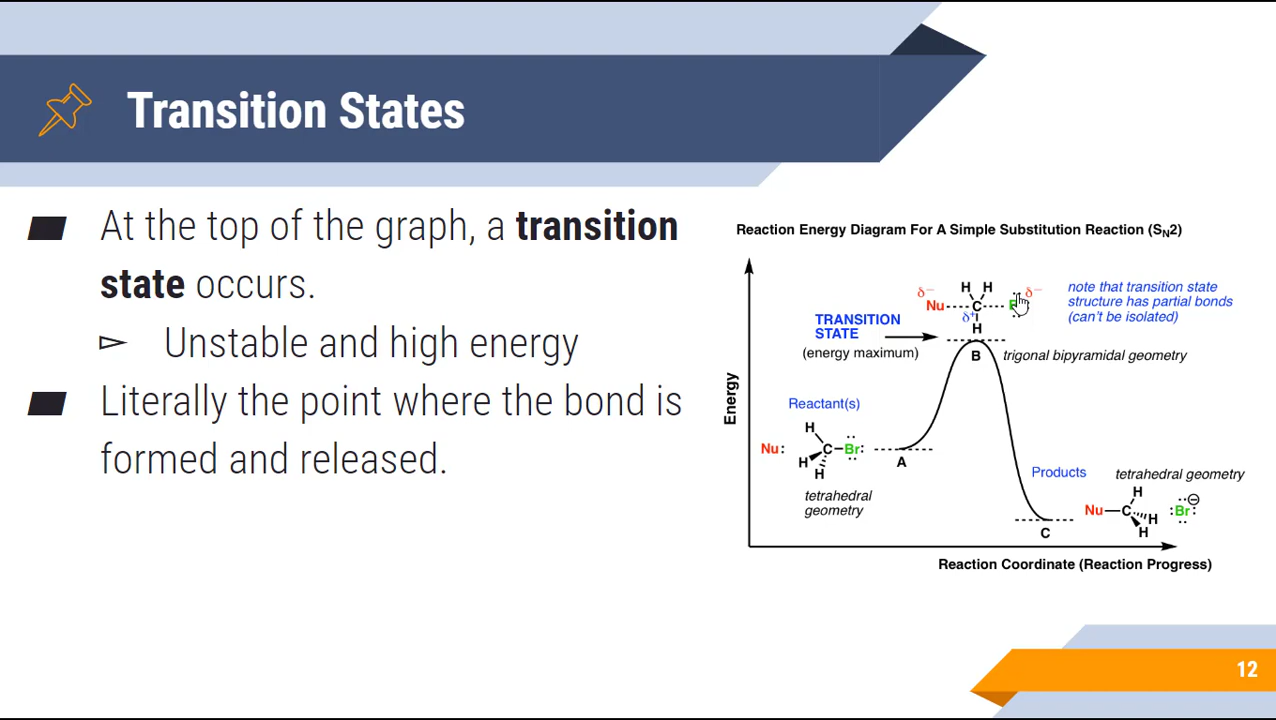 Transition States
At the top of the graph, a transition
state occurs.
Unstable and high energy
Literally the point where the bond is
formed and released.
Reaction Energy Diagram For A Simple Substitution Reaction (SN2)
H H
δ– δ–
Nu C
δ+
H
note that transition state
structure has partial bonds
(can't be isolated)
TRANSITION
STATE
(energy maximum)
B trigonal bipyramidal geometry
Energy
Reactant(s)
H
Nu: C Br:
H
H
A
tetrahedral
geometry
Products
tetrahedral geometry
H
Nu C H :Br: ⊖
H
C
Reaction Coordinate (Reaction Progress)
12